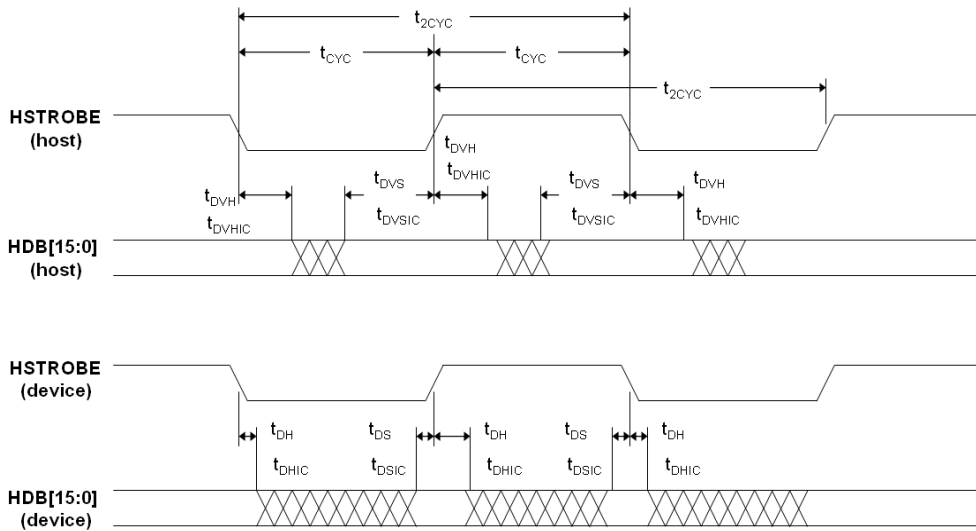 t2CYC
tCYC tCYC
t2CYC
HSTROBE
(host)
tDVH
tDVHIC
tDVS tDVS
tDVH tDVH
tDVSIC tDVSIC
tDVHIC tDVHIC
HDB[15:0]
(host)
HSTROBE
(device)
tDH tDS tDH tDS tDH
tDHIC tDSIC tDHIC tDSIC tDHIC
HDB[15:0]
(device)